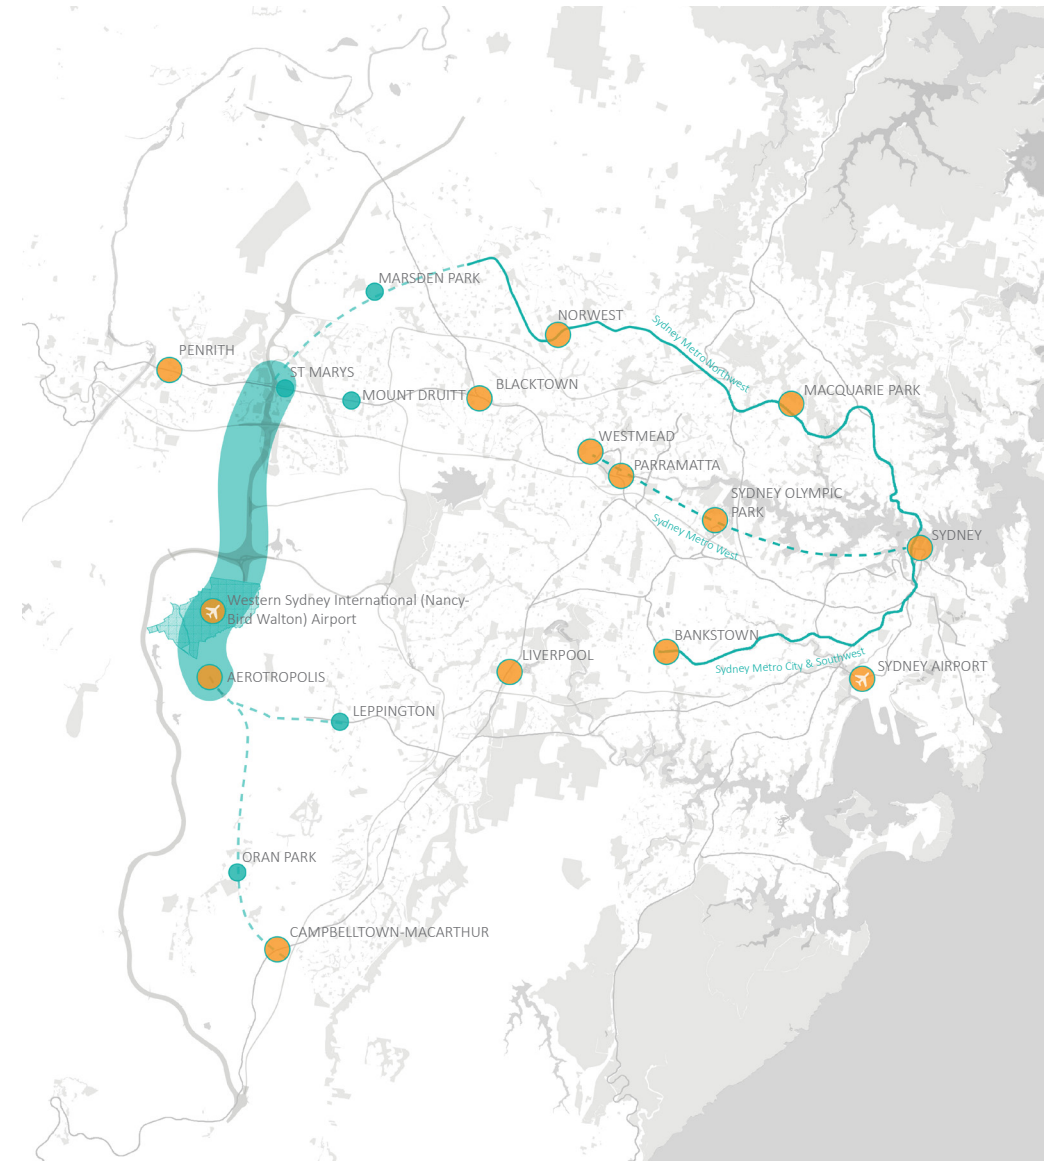 MARSDEN PARK
NORWEST
Sydney Metro Northwest
PENRITH
ST MARYS
MOUNT DRUITT
BLACKTOWN
MACQUARIE PARK
WESTMEAD
PARRAMATTA
SYDNEY OLYMPIC
PARK
Sydney Metro West
SYDNEY
Western Sydney International (Nancy-
Bird Walton) Airport
BANKSTOWN
LIVERPOOL
Sydney Metro City & Southwest
SYDNEY AIRPORT
AEROTROPOLIS
LEPPINGTON
ORAN PARK
CAMPBELLTOWN-MACARTHUR